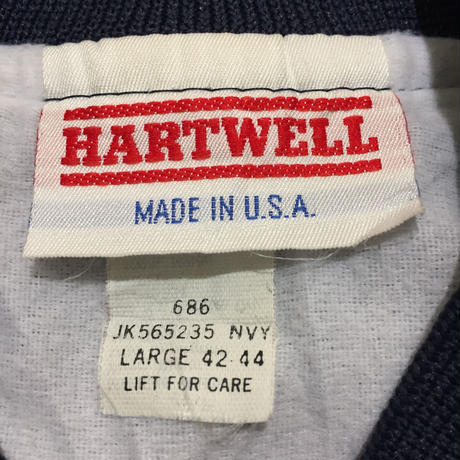 HARTWELL
MADE IN U.S.A.
686
JK565235 NVY
LARGE 42-44
LIFT FOR CARE